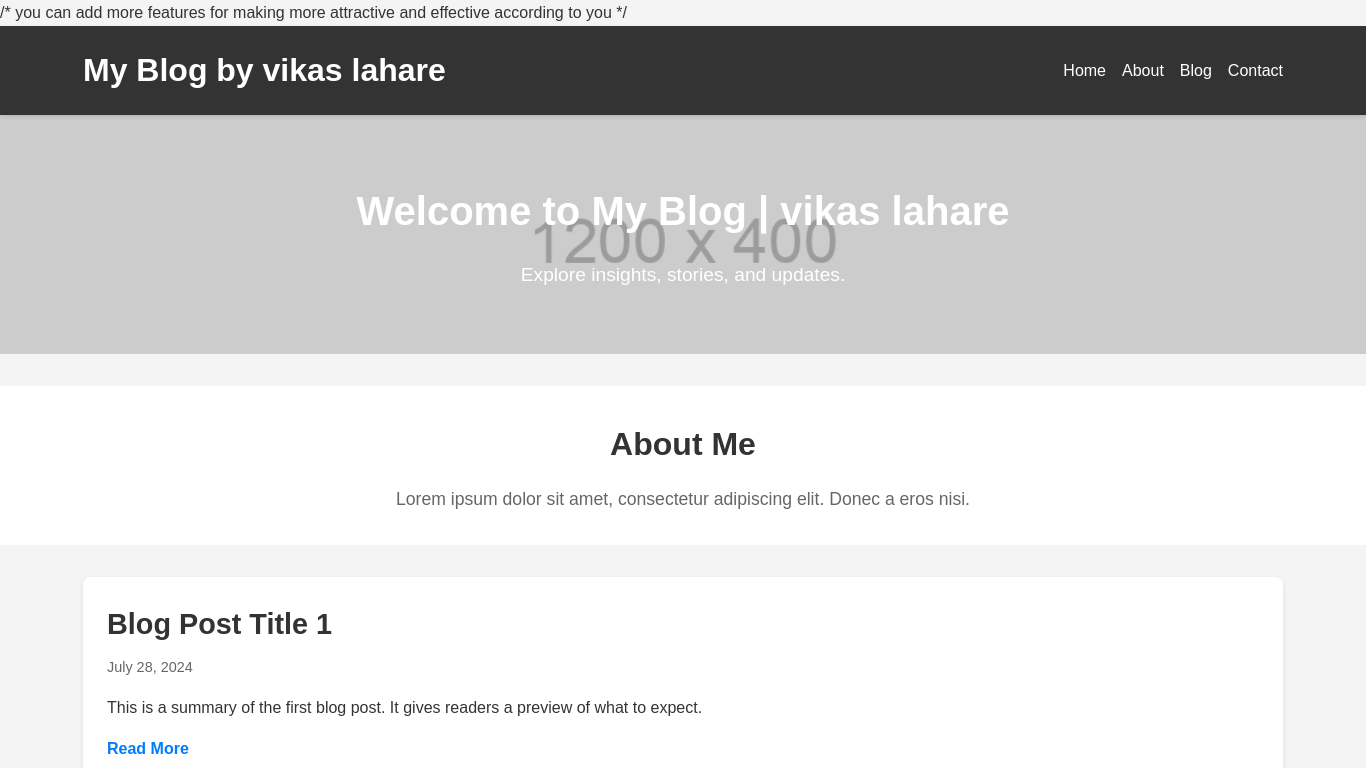 /* you can add more features for making more attractive and effective according to you */
My Blog by vikas lahare
Home About Blog Contact
Welcome to My Blog | vikas lahare
1200 x 400
Explore insights, stories, and updates.
About Me
Lorem ipsum dolor sit amet, consectetur adipiscing elit. Donec a eros nisi.
Blog Post Title 1
July 28, 2024
This is a summary of the first blog post. It gives readers a preview of what to expect.
Read More